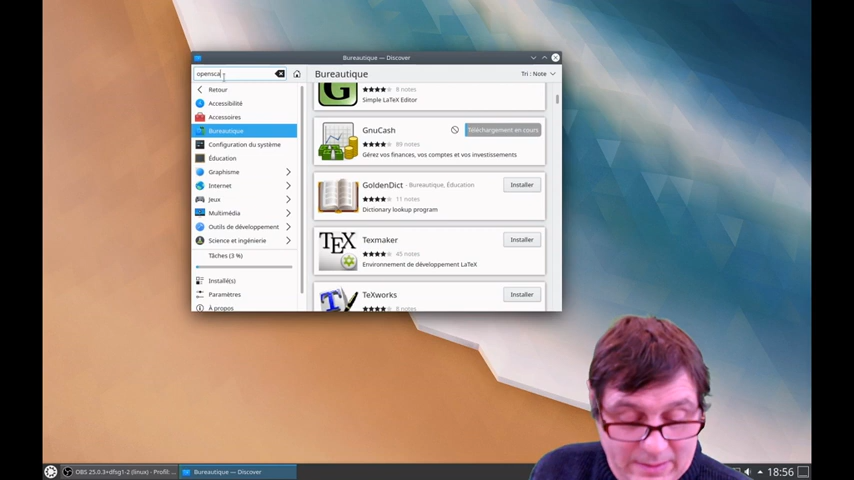 Bureautique — Discover
opensca
Bureautique
Tri : Note
Retour
Accessibilité
Accessoires
Bureautique
Configuration du système
Éducation
Graphisme
Internet
Jeux
Multimédia
Outils de développement
Science et ingénierie
Tâches (3 %)
Installé(s)
Paramètres
À propos
8 notes
Simple LaTeX Editor
GnuCash
Téléchargement en cours
89 notes
Gérez vos finances, vos comptes et vos investissements
GoldenDict - Bureautique, Éducation
Installer
11 notes
Dictionary lookup program
Texmaker
Installer
45 notes
Environnement de développement LaTeX
TeXworks
Installer
8 notes
OBS 25.0.3+dfsg1-2 (linux) - Profil: ...
Bureautique — Discover
18:56